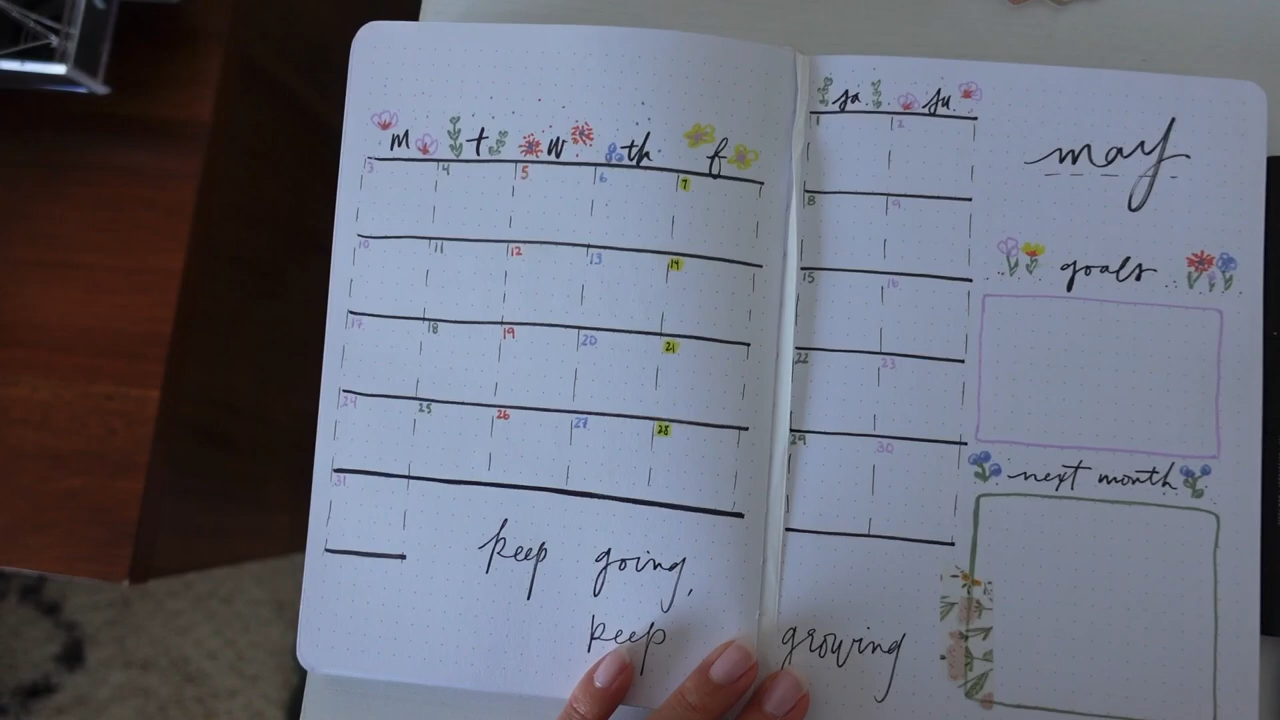 m t w th f sa su
may
1 2
3 4 5 6 7 8 9
goals
10 11 12 13 14 15 16
17 18 19 20 21 22 23
24 25 26 27 28 29 30
next month
31
keep going,
keep growing